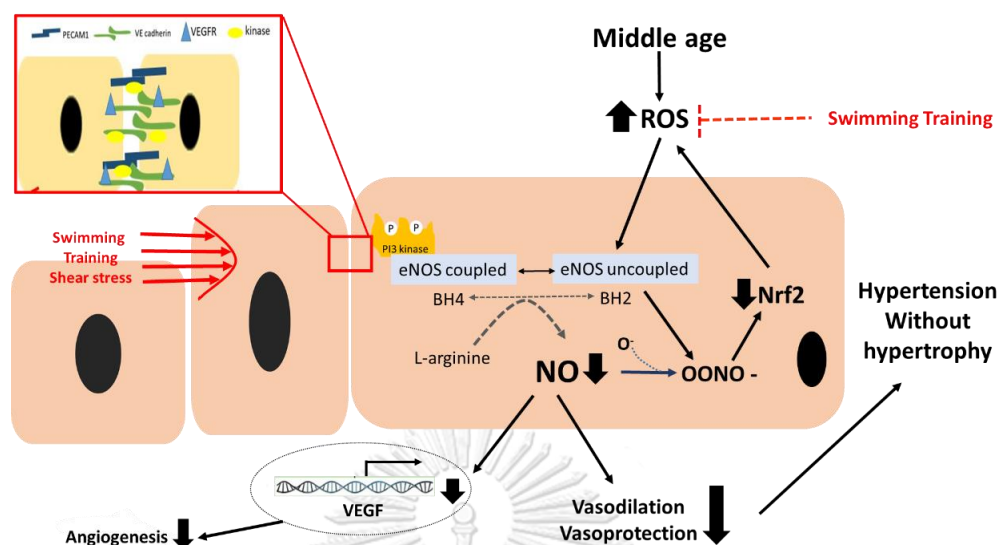 PECAM1
VE cadherin
VEGFR
kinase
Middle age
ROS
Swimming Training
Swimming
Training
Shear stress
P
P
PI3 kinase
eNOS coupled
eNOS uncoupled
BH4
BH2
Nrf2
L-arginine
O-
NO
OONO -
Hypertension
Without
hypertrophy
VEGF
Angiogenesis
Vasodilation
Vasoprotection